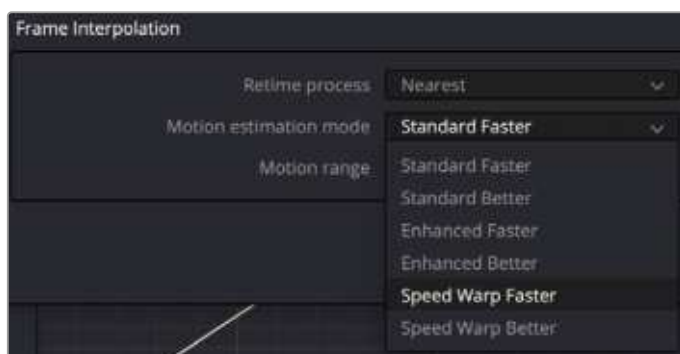 Frame Interpolation
Retime process Nearest
Motion estimation mode Standard Faster
Motion range Standard Faster
Standard Better
Enhanced Faster
Enhanced Better
Speed Warp Faster
Speed Warp Better